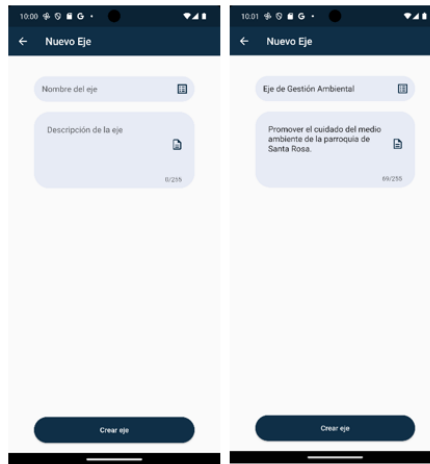 10:00
Nuevo Eje
Nombre del eje
Descripción de la eje
0/255
Crear eje
10:01
Nuevo Eje
Eje de Gestión Ambiental
Promover el cuidado del medio
ambiente de la parroquia de
Santa Rosa.
69/255
Crear eje